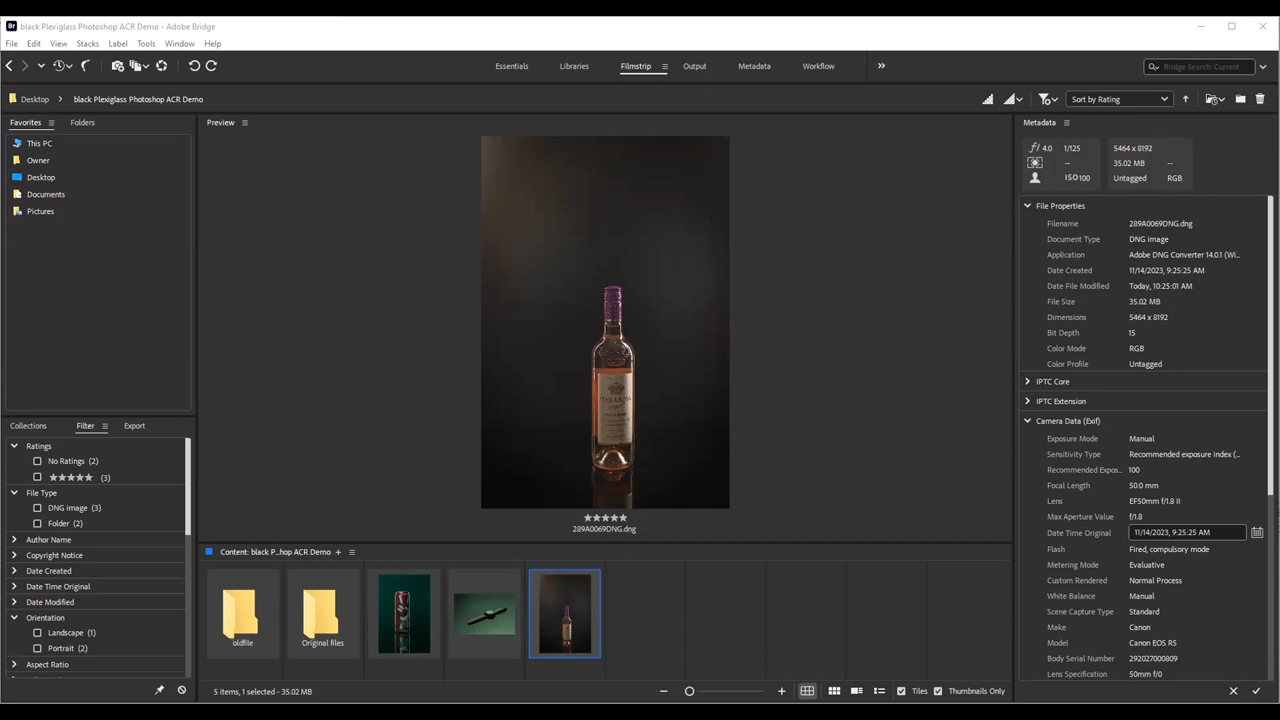 Br black Plexiglass Photoshop ACR Demo - Adobe Bridge
File Edit View Stacks Label Tools Window Help
Essentials Libraries Filmstrip Output Metadata Workflow
Bridge Search: Current
Desktop black Plexiglass Photoshop ACR Demo
Sort by Rating
Favorites Folders
This PC
Owner
Desktop
Documents
Pictures
Collections Filter Export
Ratings
No Ratings (2)
★★★★★ (3)
File Type
DNG image (3)
Folder (2)
Author Name
Copyright Notice
Date Created
Date Time Original
Date Modified
Orientation
Landscape (1)
Portrait (2)
Aspect Ratio
Preview
★★★★★
289A0069DNG.dng
Content: black P...hop ACR Demo
oldfile
Original files
5 items, 1 selected - 35.02 MB
Tiles Thumbnails Only
Metadata
f/ 4.0 1/125
--
ISO100
5464 x 8192
35.02 MB --
Untagged RGB
File Properties
Filename 289A0069DNG.dng
Document Type DNG image
Application Adobe DNG Converter 14.0.1 (Wi...
Date Created 11/14/2023, 9:25:25 AM
Date File Modified Today, 10:25:01 AM
File Size 35.02 MB
Dimensions 5464 x 8192
Bit Depth 15
Color Mode RGB
Color Profile Untagged
IPTC Core
IPTC Extension
Camera Data (Exif)
Exposure Mode Manual
Sensitivity Type Recommended exposure index (...
Recommended Expos... 100
Focal Length 50.0 mm
Lens EF50mm f/1.8 II
Max Aperture Value f/1.8
Date Time Original 11/14/2023, 9:25:25 AM
Flash Fired, compulsory mode
Metering Mode Evaluative
Custom Rendered Normal Process
White Balance Manual
Scene Capture Type Standard
Make Canon
Model Canon EOS R5
Body Serial Number 292027000809
Lens Specification 50mm f/0